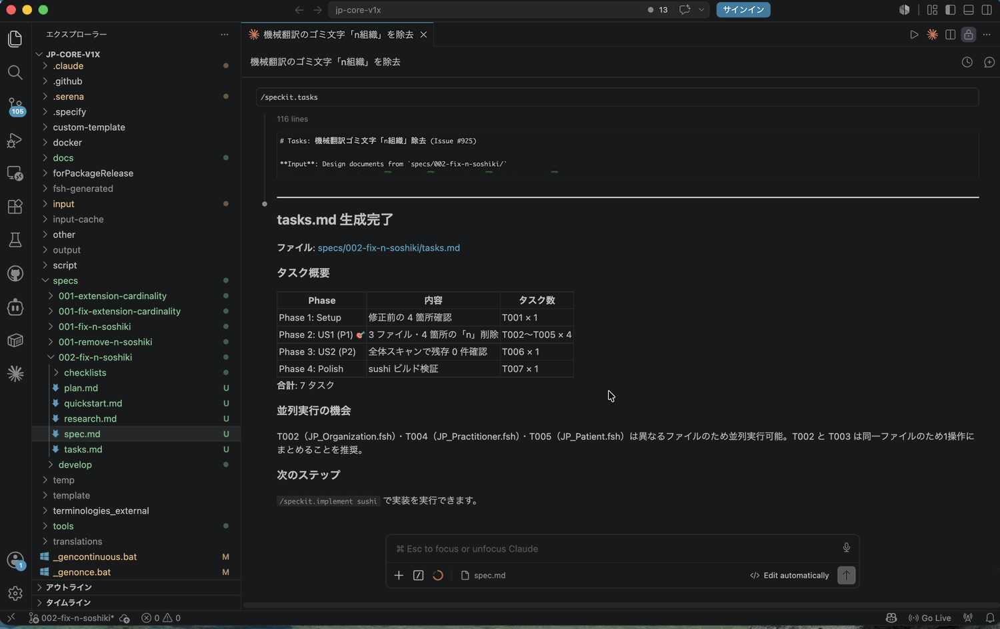 jp-core-v1x
13
サインイン
エクスプローラー
JP-CORE-V1X
.claude
.github
.serena
.specify
custom-template
docker
docs
forPackageRelease
fsh-generated
input
input-cache
other
output
script
specs
001-extension-cardinality
001-fix-extension-cardinality
001-fix-n-soshiki
001-remove-n-soshiki
002-fix-n-soshiki
checklists
plan.md U
quickstart.md U
research.md U
spec.md U
tasks.md U
develop
temp
template
terminologies_external
tools
translations
_gencontinuous.bat M
_genonce.bat M
アウトライン
タイムライン
105
1
機械翻訳のゴミ文字「n組織」を除去
機械翻訳のゴミ文字「n組織」を除去
/speckit.tasks
116 lines
# Tasks: 機械翻訳ゴミ文字「n組織」除去 (Issue #925)
**Input**: Design documents from `specs/002-fix-n-soshiki/`
tasks.md 生成完了
ファイル: specs/002-fix-n-soshiki/tasks.md
タスク概要
Phase 内容 タスク数
Phase 1: Setup 修正前の 4 箇所確認 T001 × 1
Phase 2: US1 (P1) 🎯 3 ファイル・4 箇所の「n」削除 T002〜T005 × 4
Phase 3: US2 (P2) 全体スキャンで残存 0 件確認 T006 × 1
Phase 4: Polish sushi ビルド検証 T007 × 1
合計: 7 タスク
並列実行の機会
T002（JP_Organization.fsh）・T004（JP_Practitioner.fsh）・T005（JP_Patient.fsh）は異なるファイルのため並列実行可能。T002 と T003 は同一ファイルのため1操作に
まとめることを推奨。
次のステップ
/speckit.implement sushi で実装を実行できます。
⌘ Esc to focus or unfocus Claude
spec.md
Edit automatically
002-fix-n-soshiki*
0 0
Go Live